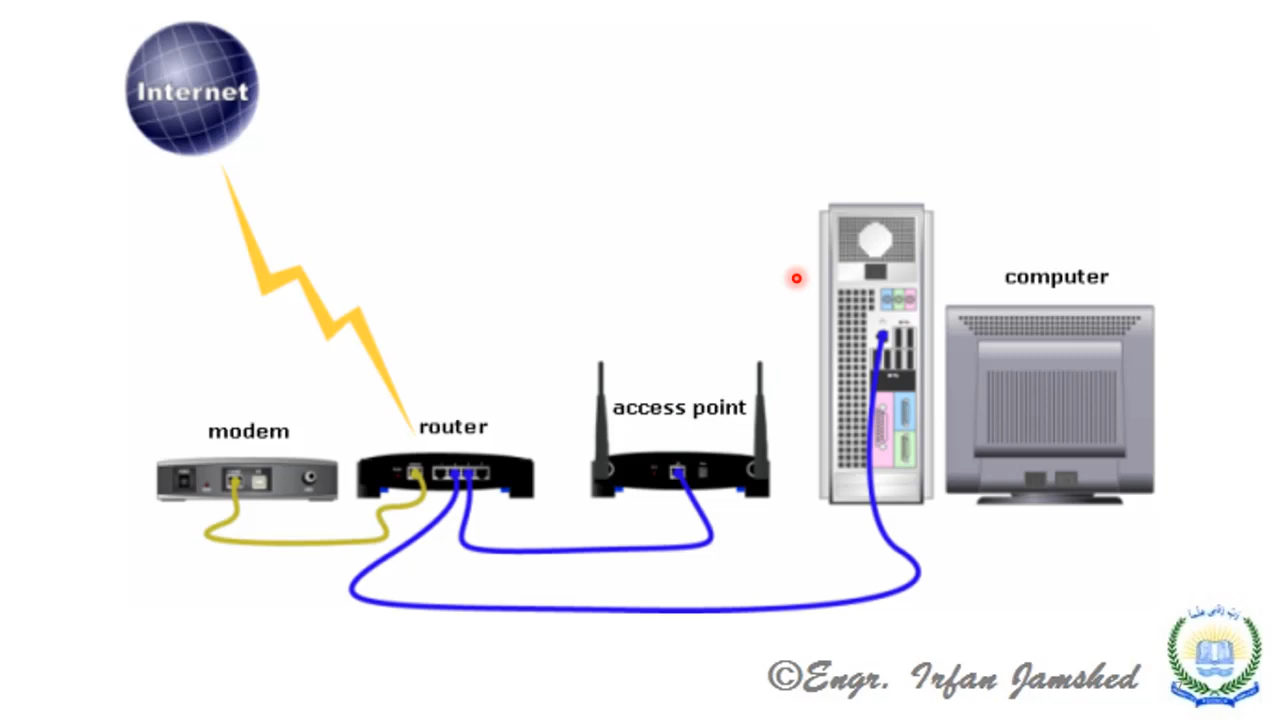 Internet
computer
access point
router
modem
©Engr. Irfan Jamshed
رَبِّ زِدْنِي عِلْمًا